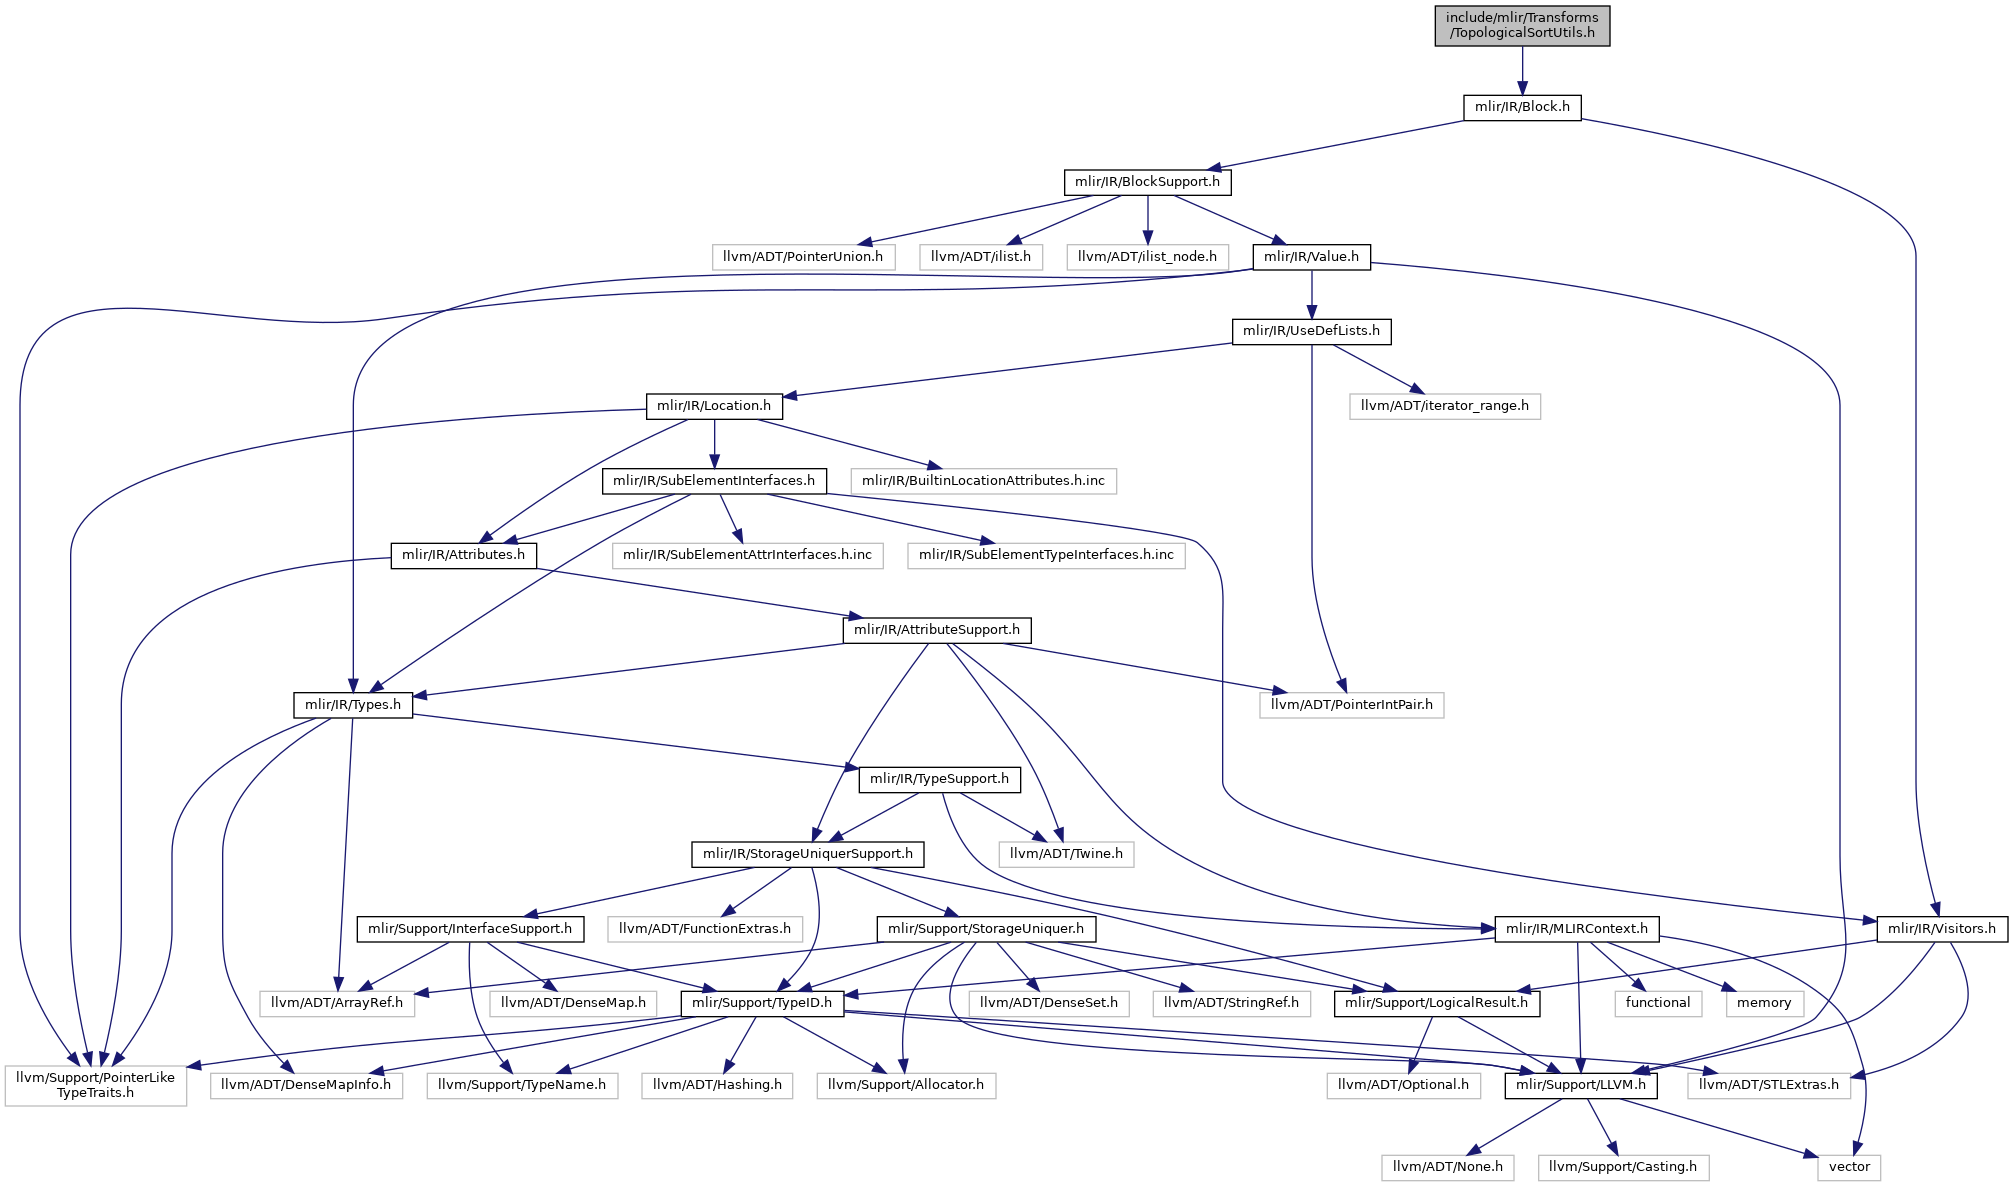 include/mlir/Transforms
/TopologicalSortUtils.h
mlir/IR/Block.h
mlir/IR/BlockSupport.h
llvm/ADT/PointerUnion.h
llvm/ADT/ilist.h
llvm/ADT/ilist_node.h
mlir/IR/Value.h
mlir/IR/UseDefLists.h
mlir/IR/Location.h
llvm/ADT/iterator_range.h
mlir/IR/SubElementInterfaces.h
mlir/IR/BuiltinLocationAttributes.h.inc
mlir/IR/Attributes.h
mlir/IR/SubElementAttrInterfaces.h.inc
mlir/IR/SubElementTypeInterfaces.h.inc
mlir/IR/AttributeSupport.h
mlir/IR/Types.h
llvm/ADT/PointerIntPair.h
mlir/IR/TypeSupport.h
mlir/IR/StorageUniquerSupport.h
llvm/ADT/Twine.h
mlir/Support/InterfaceSupport.h
llvm/ADT/FunctionExtras.h
mlir/Support/StorageUniquer.h
mlir/IR/MLIRContext.h
mlir/IR/Visitors.h
llvm/ADT/ArrayRef.h
llvm/ADT/DenseMap.h
mlir/Support/TypeID.h
llvm/ADT/DenseSet.h
llvm/ADT/StringRef.h
mlir/Support/LogicalResult.h
functional
memory
llvm/Support/PointerLike
TypeTraits.h
llvm/ADT/DenseMapInfo.h
llvm/Support/TypeName.h
llvm/ADT/Hashing.h
llvm/Support/Allocator.h
llvm/ADT/Optional.h
mlir/Support/LLVM.h
llvm/ADT/STLExtras.h
llvm/ADT/None.h
llvm/Support/Casting.h
vector